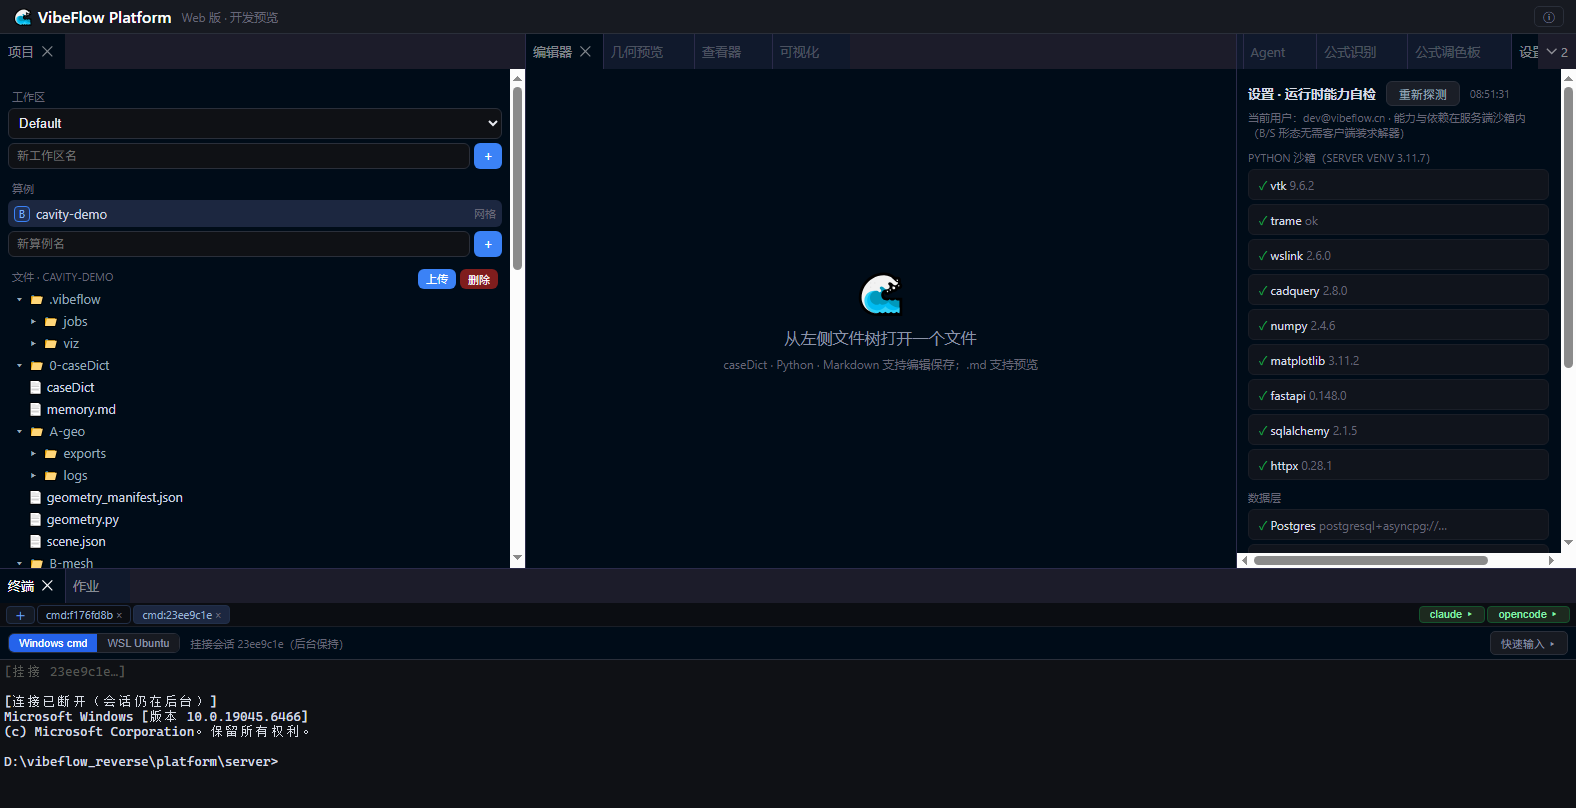 VibeFlow Platform Web 版 · 开发预览
项目
工作区
Default
新工作区名
+
算例
B cavity-demo 网格
新算例名
+
文件 · CAVITY-DEMO 上传 删除
.vibeflow
jobs
viz
0-caseDict
caseDict
memory.md
A-geo
exports
logs
geometry_manifest.json
geometry.py
scene.json
B-mesh
编辑器 几何预览 查看器 可视化
从左侧文件树打开一个文件
caseDict · Python · Markdown 支持编辑保存；.md 支持预览
Agent 公式识别 公式调色板 设置 2
设置 · 运行时能力自检 重新探测 08:51:31
当前用户：dev@vibeflow.cn · 能力与依赖在服务端沙箱内
（B/S 形态无需客户端装求解器）
PYTHON 沙箱（SERVER VENV 3.11.7）
✓ vtk 9.6.2
✓ trame ok
✓ wslink 2.6.0
✓ cadquery 2.8.0
✓ numpy 2.4.6
✓ matplotlib 3.11.2
✓ fastapi 0.148.0
✓ sqlalchemy 2.1.5
✓ httpx 0.28.1
数据层
✓ Postgres postgresql+asyncpg://...
终端 作业
+ cmd:f176fd8b × cmd:23ee9c1e × claude opencode
Windows cmd WSL Ubuntu 挂接会话 23ee9c1e（后台保持） 快速输入
[挂接 23ee9c1e…]
[连接已断开（会话仍在后台）]
Microsoft Windows [版本 10.0.19045.6466]
(c) Microsoft Corporation。保留所有权利。
D:\vibeflow_reverse\platform\server>